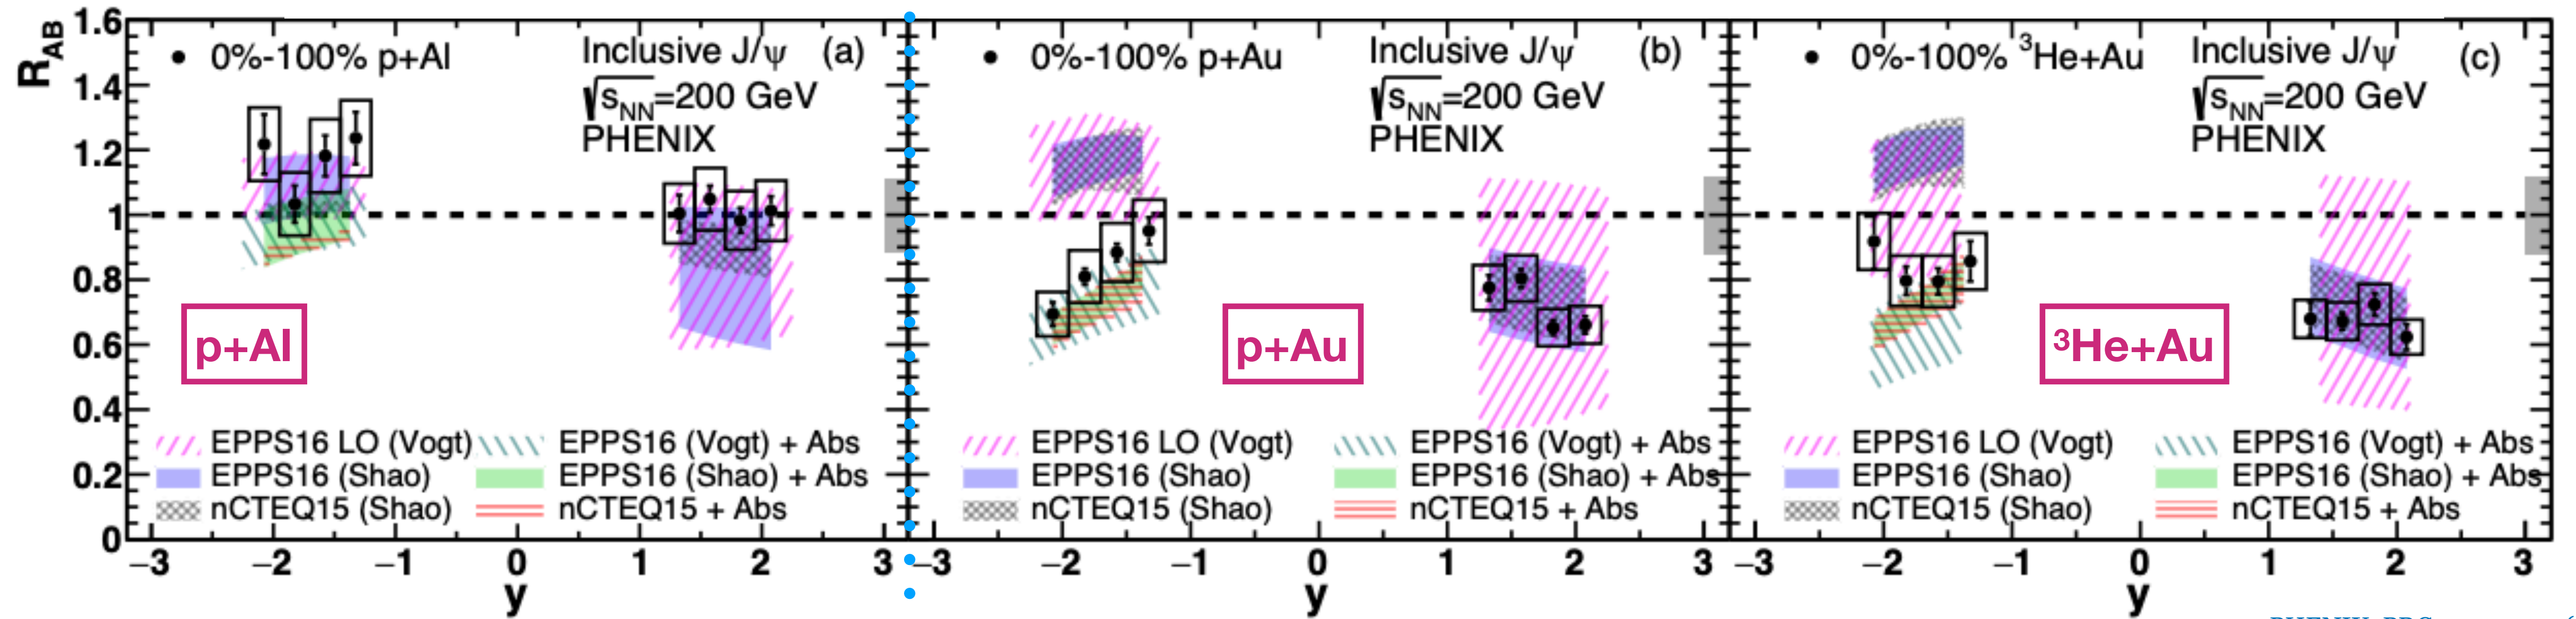 R_AB
1.6
1.4
1.2
1
0.8
0.6
0.4
0.2
0
• 0%-100% p+Al
Inclusive J/ψ (a)
√s_NN=200 GeV
PHENIX
p+Al
EPPS16 LO (Vogt)
EPPS16 (Vogt) + Abs
EPPS16 (Shao)
EPPS16 (Shao) + Abs
nCTEQ15 (Shao)
nCTEQ15 + Abs
−3 −2 −1 0 1 2 3
y
• 0%-100% p+Au
Inclusive J/ψ (b)
√s_NN=200 GeV
PHENIX
p+Au
EPPS16 LO (Vogt)
EPPS16 (Vogt) + Abs
EPPS16 (Shao)
EPPS16 (Shao) + Abs
nCTEQ15 (Shao)
nCTEQ15 + Abs
−3 −2 −1 0 1 2 3
y
• 0%-100% ³He+Au
Inclusive J/ψ (c)
√s_NN=200 GeV
PHENIX
³He+Au
EPPS16 LO (Vogt)
EPPS16 (Vogt) + Abs
EPPS16 (Shao)
EPPS16 (Shao) + Abs
nCTEQ15 (Shao)
nCTEQ15 + Abs
−3 −2 −1 0 1 2 3
y